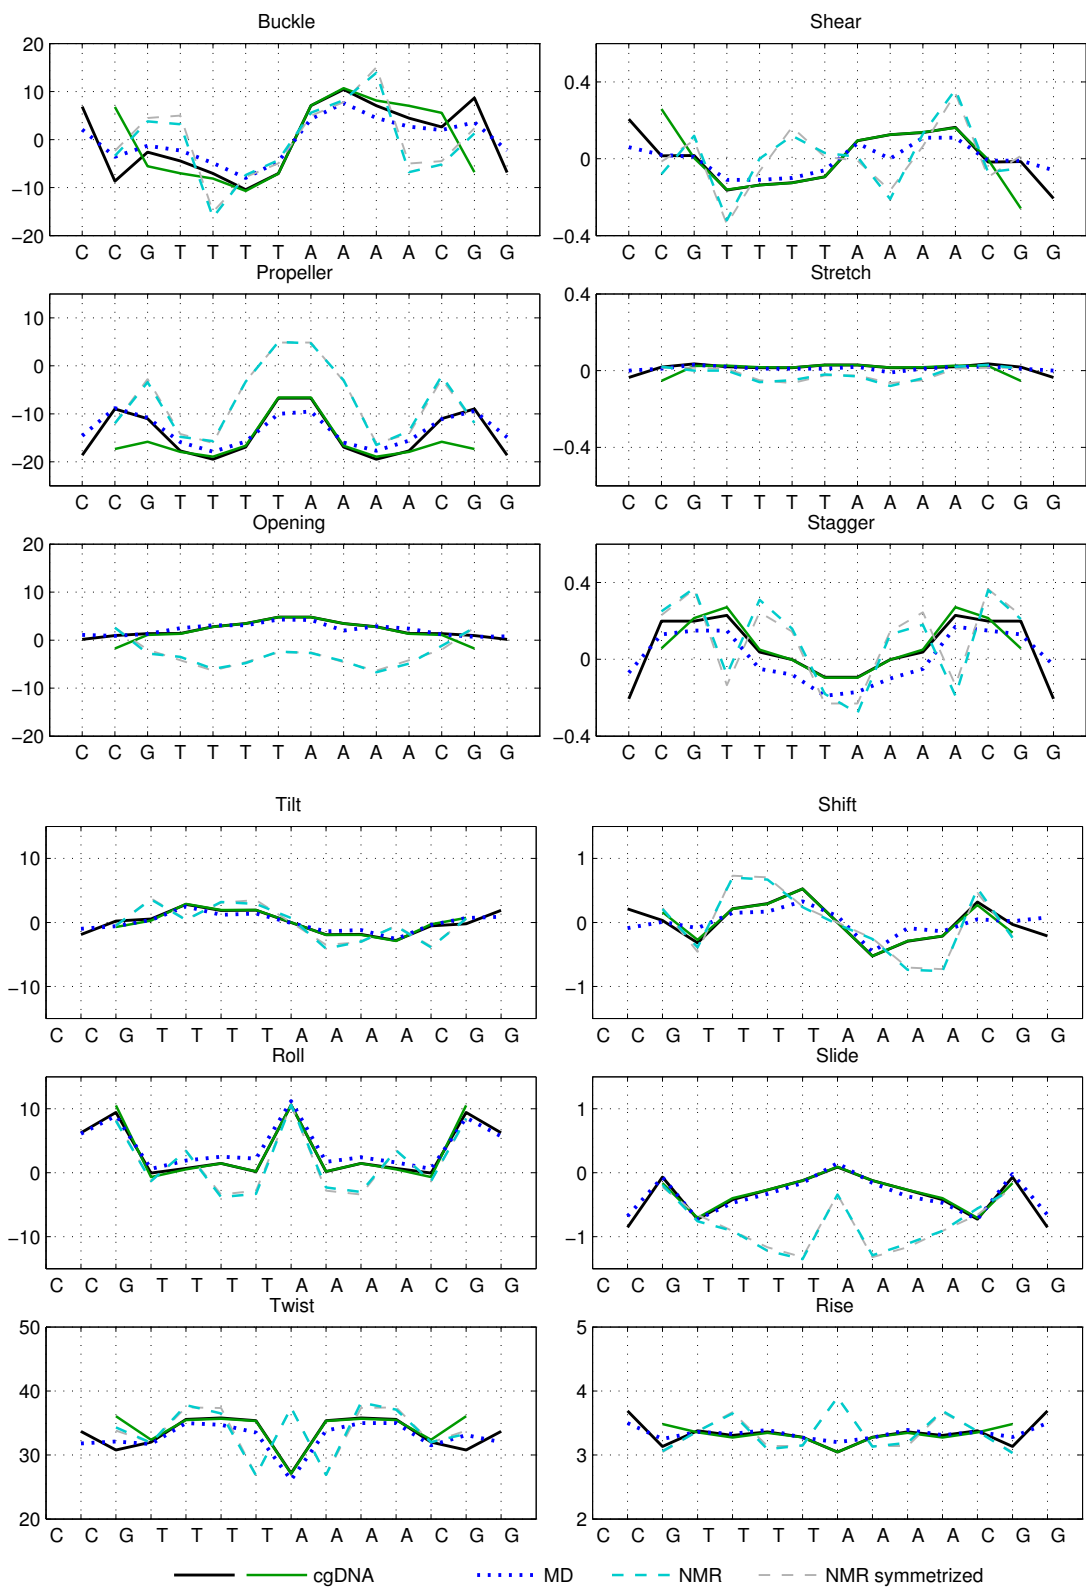 Buckle
Shear
20
10
0
−10
−20
0.4
0
−0.4
C C G T T T T A A A A C G G
C C G T T T T A A A A C G G
Propeller
Stretch
10
0
−10
−20
0.4
0
−0.4
C C G T T T T A A A A C G G
C C G T T T T A A A A C G G
Opening
Stagger
20
10
0
−10
−20
0.4
0
−0.4
C C G T T T T A A A A C G G
C C G T T T T A A A A C G G
Tilt
Shift
10
0
−10
1
0
−1
C C G T T T T A A A A C G G
C C G T T T T A A A A C G G
Roll
Slide
10
0
−10
1
0
−1
C C G T T T T A A A A C G G
C C G T T T T A A A A C G G
Twist
Rise
50
40
30
20
5
4
3
2
C C G T T T T A A A A C G G
C C G T T T T A A A A C G G
cgDNA MD NMR NMR symmetrized